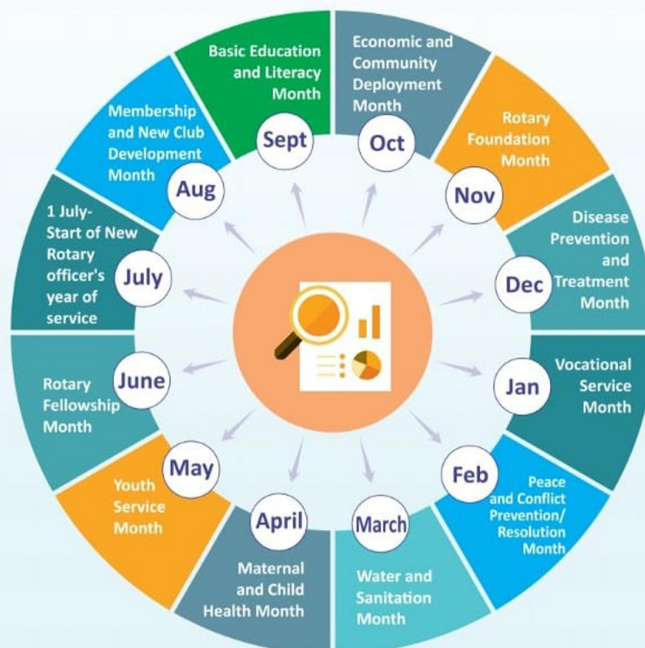 Basic Education
and Literacy
Month
Sept
Economic and
Community
Deployment
Month
Oct
Rotary
Foundation
Month
Nov
Disease
Prevention
and
Treatment
Month
Dec
Vocational
Service
Month
Jan
Peace
and Conflict
Prevention/
Resolution
Month
Feb
Water and
Sanitation
Month
March
Maternal
and Child
Health Month
April
Youth
Service
Month
May
Rotary
Fellowship
Month
June
1 July-
Start of New
Rotary
officer's
year of
service
July
Membership
and New Club
Development
Month
Aug